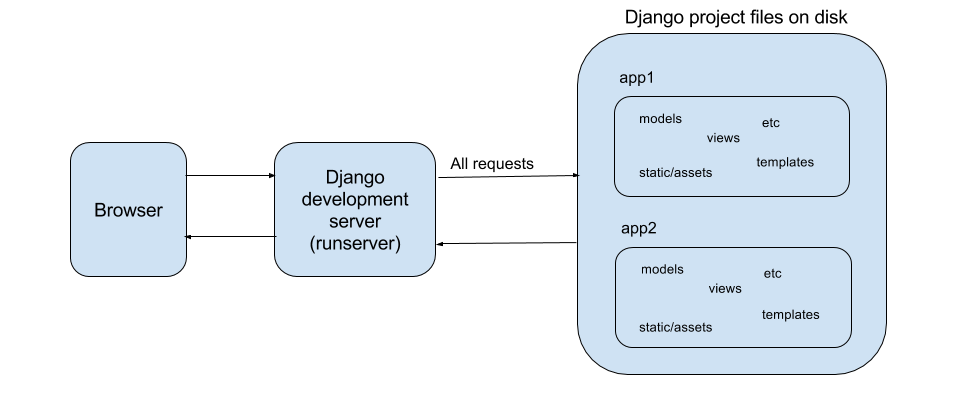 Django project files on disk
Browser
Django
development
server
(runserver)
All requests
app1
models
etc
views
static/assets
templates
app2
models
etc
views
static/assets
templates